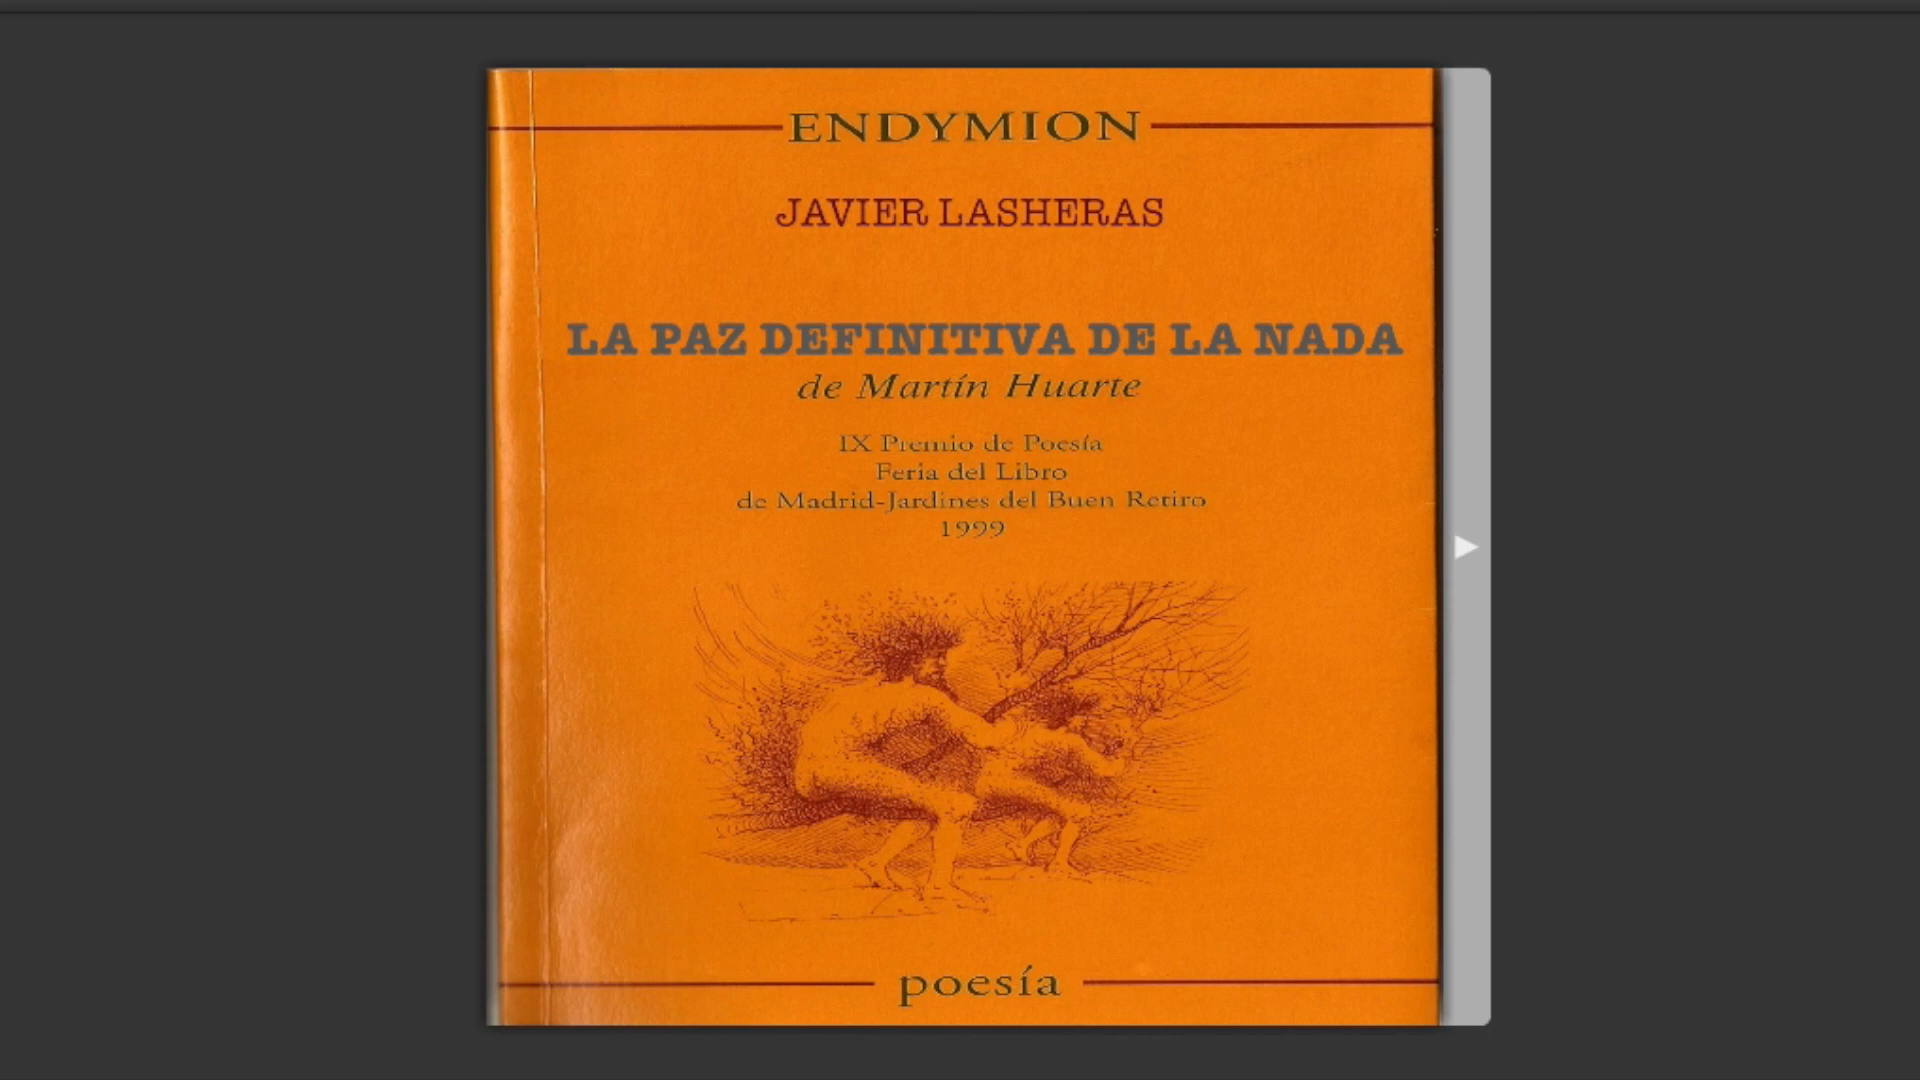 ENDYMION
JAVIER LASHERAS
LA PAZ DEFINITIVA DE LA NADA
de Martín Huarte
IX Premio de Poesía
Feria del Libro
de Madrid-Jardines del Buen Retiro
1999
poesía